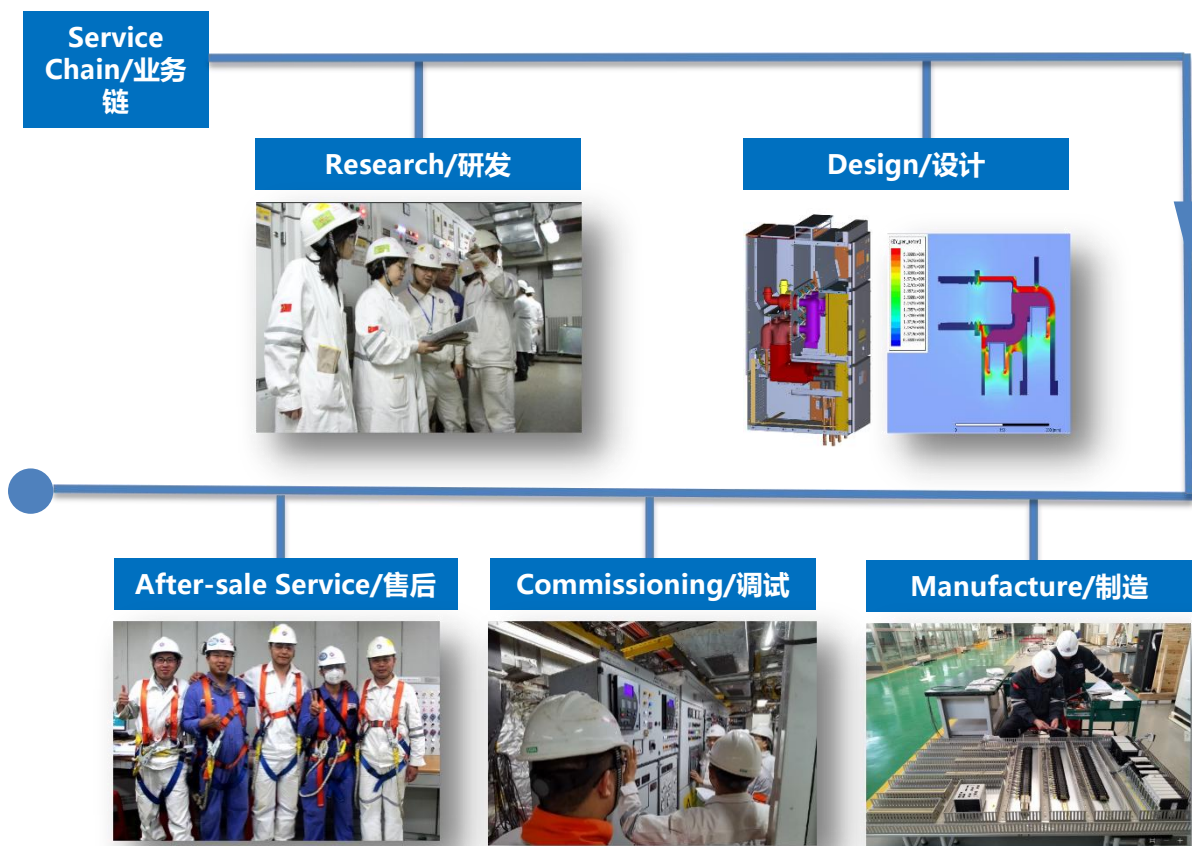 Service
Chain/业务
链
Research/研发
Design/设计
After-sale Service/售后
Commissioning/调试
Manufacture/制造